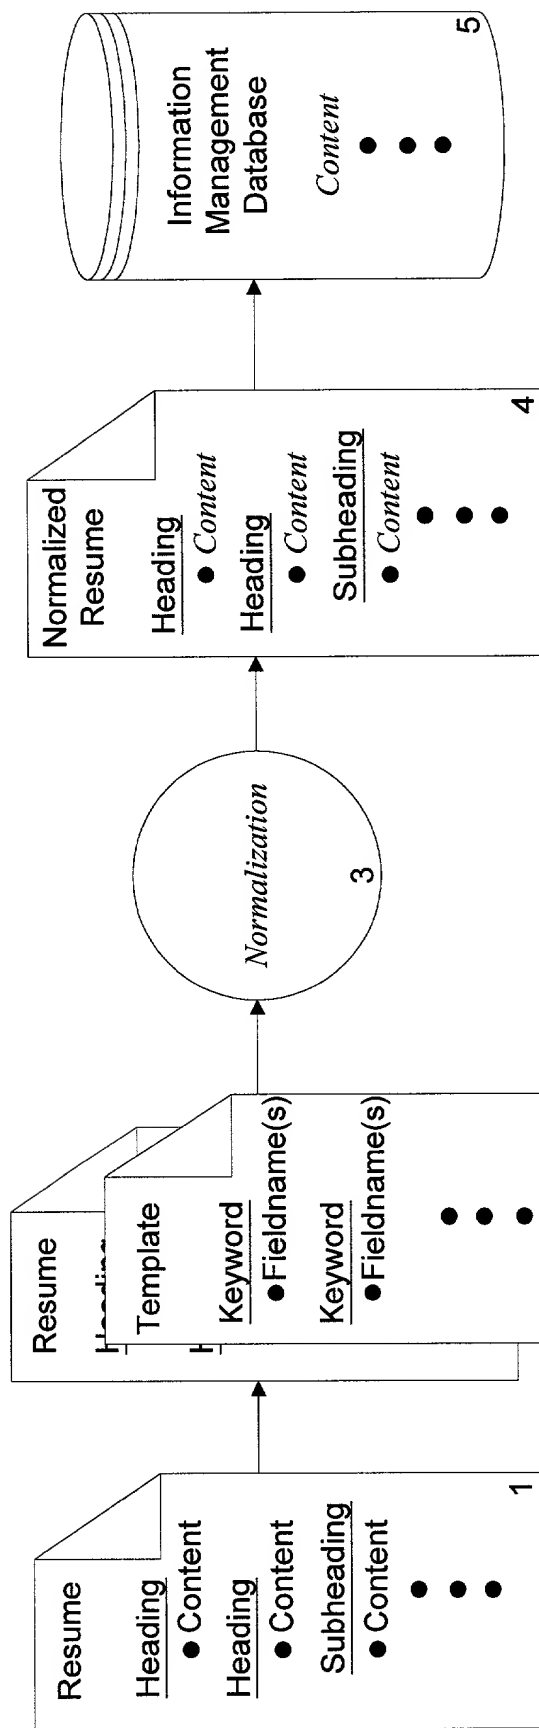 Resume
Heading
● Content
Heading
● Content
Subheading
● Content
●
●
●
1
Resume
Heading
Template
Keyword
●Fieldname(s)
Keyword
●Fieldname(s)
●
●
●
Normalization
3
Normalized
Resume
Heading
● Content
Heading
● Content
Subheading
● Content
●
●
●
4
Information
Management
Database
Content
●
●
●
5